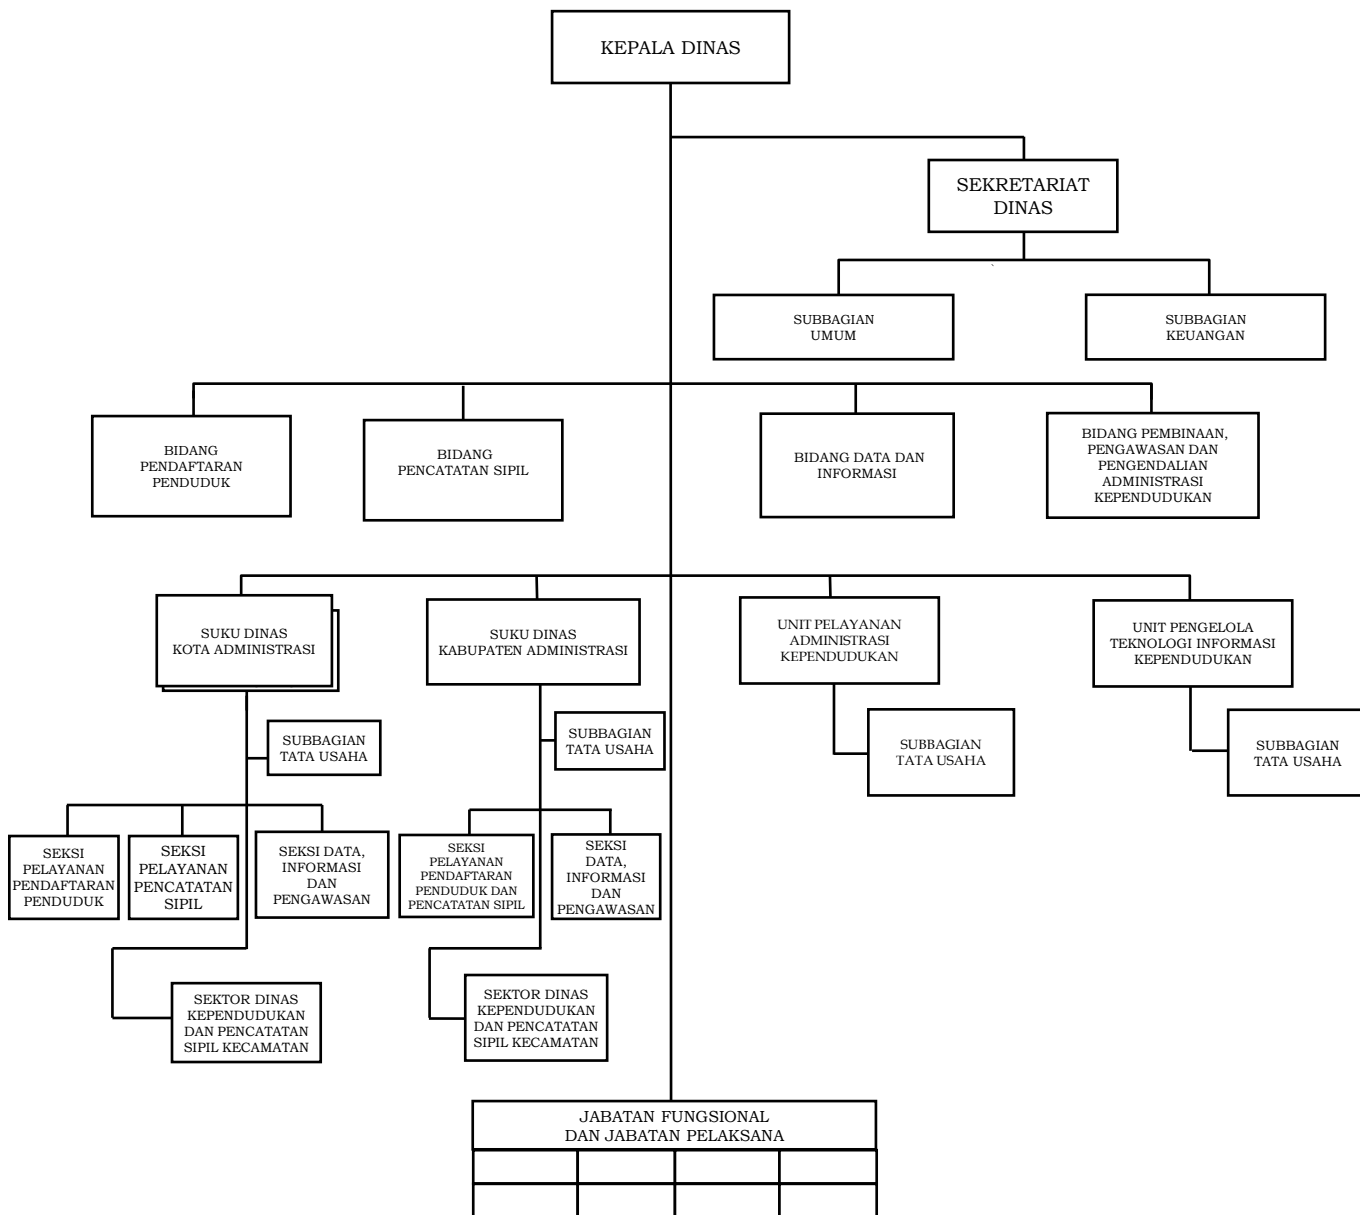 KEPALA DINAS
SEKRETARIAT
DINAS
SUBBAGIAN
UMUM
SUBBAGIAN
KEUANGAN
BIDANG
PENDAFTARAN
PENDUDUK
BIDANG
PENCATATAN SIPIL
BIDANG DATA DAN
INFORMASI
BIDANG PEMBINAAN,
PENGAWASAN DAN
PENGENDALIAN
ADMINISTRASI
KEPENDUDUKAN
SUKU DINAS
KOTA ADMINISTRASI
SUKU DINAS
KABUPATEN ADMINISTRASI
UNIT PELAYANAN
ADMINISTRASI
KEPENDUDUKAN
UNIT PENGELOLA
TEKNOLOGI INFORMASI
KEPENDUDUKAN
SUBBAGIAN
TATA USAHA
SUBBAGIAN
TATA USAHA
SUBBAGIAN
TATA USAHA
SUBBAGIAN
TATA USAHA
SEKSI
PELAYANAN
PENDAFTARAN
PENDUDUK
SEKSI
PELAYANAN
PENCATATAN
SIPIL
SEKSI DATA,
INFORMASI
DAN
PENGAWASAN
SEKSI
PELAYANAN
PENDAFTARAN
PENDUDUK DAN
PENCATATAN SIPIL
SEKSI
DATA,
INFORMASI
DAN
PENGAWASAN
SEKTOR DINAS
KEPENDUDUKAN
DAN PENCATATAN
SIPIL KECAMATAN
SEKTOR DINAS
KEPENDUDUKAN
DAN PENCATATAN
SIPIL KECAMATAN
JABATAN FUNGSIONAL
DAN JABATAN PELAKSANA